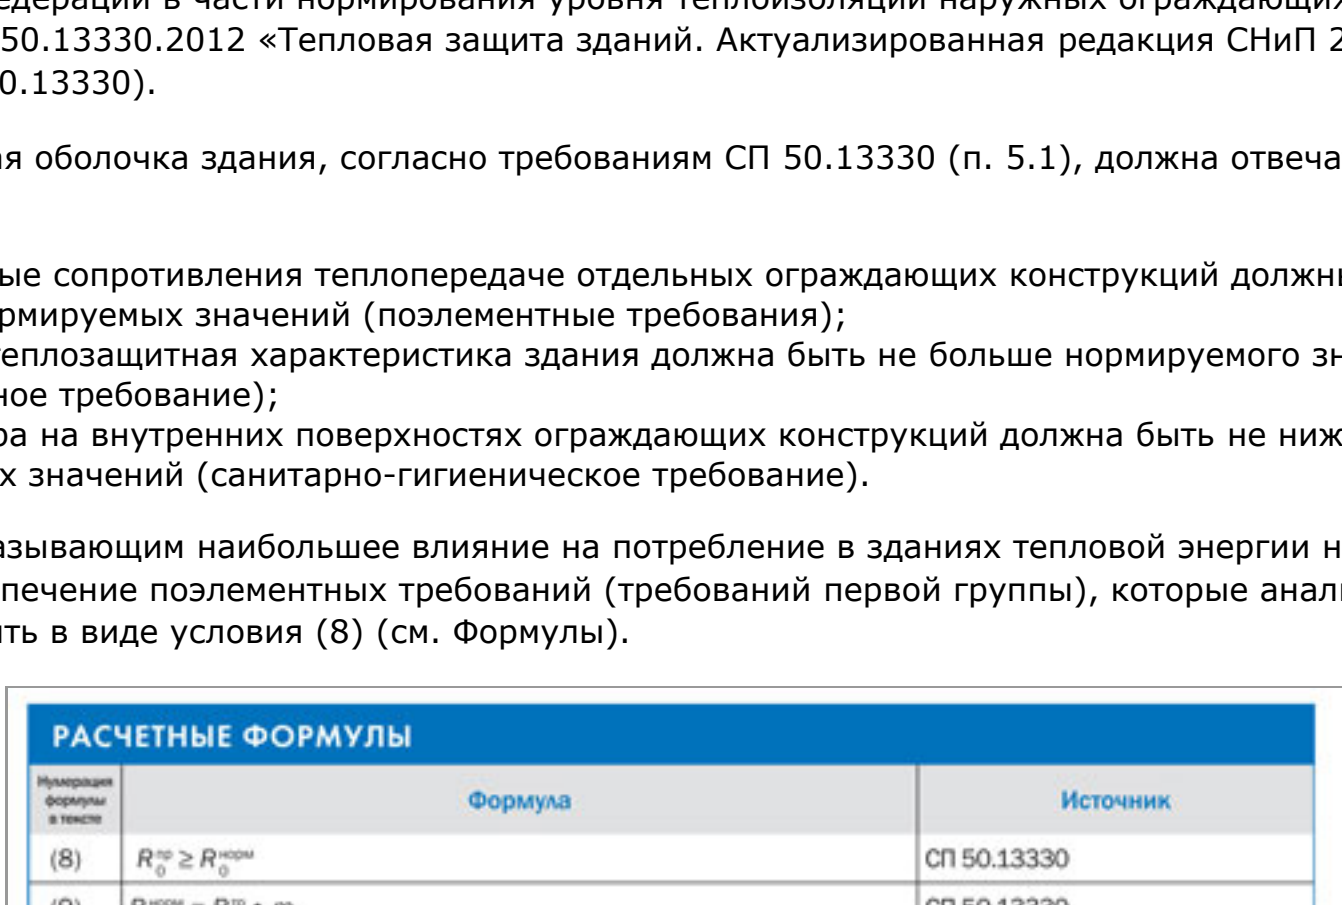 едерации в части нормирования уровня теплоизоляции наружных ограждающих
50.13330.2012 «Тепловая защита зданий. Актуализированная редакция СНиП 2
0.13330).
ая оболочка здания, согласно требованиям СП 50.13330 (п. 5.1), должна отвеча
ые сопротивления теплопередаче отдельных ограждающих конструкций должны
рмируемых значений (поэлементные требования);
теплозащитная характеристика здания должна быть не больше нормируемого зн
ное требование);
ра на внутренних поверхностях ограждающих конструкций должна быть не ниж
х значений (санитарно-гигиеническое требование).
азывающим наибольшее влияние на потребление в зданиях тепловой энергии н
печение поэлементных требований (требований первой группы), которые анали
ить в виде условия (8) (см. Формулы).
РАСЧЕТНЫЕ ФОРМУЛЫ
Нумерация формулы в тексте Формула Источник
(8) R₀ᵖᵖ ≥ R₀ⁿᵒʳᵐ СП 50.13330